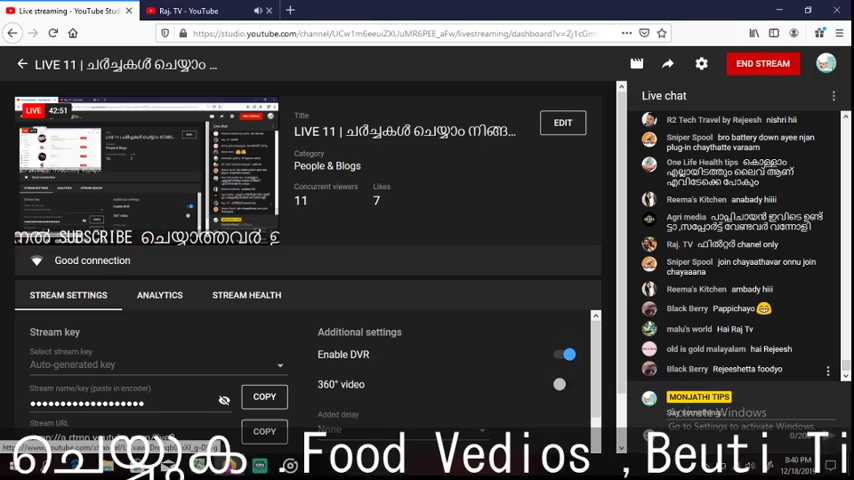 Live streaming - YouTube Studio
Raj. TV - YouTube
https://studio.youtube.com/channel/UCw1m6eeuiZXUuMR6PEE_aFw/livestreaming/dashboard?v=Zj1cGm
LIVE 11 | ചർച്ചകൾ ചെയ്യാം ...
END STREAM
LIVE 42:51
നൽ SUBSCRIBE ചെയ്യാത്തവർ ഉ
Good connection
Title
LIVE 11 | ചർച്ചകൾ ചെയ്യാം നിങ്ങ...
EDIT
Category
People & Blogs
Concurrent viewers
Likes
11
7
STREAM SETTINGS
ANALYTICS
STREAM HEALTH
Stream key
Select stream key
Auto-generated key
Stream name/key (paste in encoder)
COPY
Stream URL
COPY
Additional settings
Enable DVR
360° video
Added delay
None
Live chat
R2 Tech Travel by Rejeesh nishri hii
Sniper Spool bro battery down ayee njan
plug-in chaythatte varaam
One Life Health tips കൊള്ളാം
എല്ലായിടത്തും ലൈവ് ആണ്
എവിടേക്കേ പോകും
Reema's Kitchen anabady hiiii
Agri media പാപ്പിചായൻ ഇവിടെ ഉണ്ട്
ട്ടാ,സപ്പോർട്ട് വേണ്ടവർ വന്നോളി
Raj. TV ഫിൽറ്റർ chanel only
Sniper Spool join chayaathavar onnu join
chayaaana
Reema's Kitchen ambady hiii
Black Berry Pappichayo 😁
malu's world Hai Raj Tv
old is gold malayalam hai Rejeesh
Black Berry Rejeeshetta foodyo
MONJATHI TIPS
Say something...
Activate Windows
Go to Settings to activate Windows.
ചെയ്യുക .Food Vedios ,Beuti Ti
8:40 PM
12/18/2019